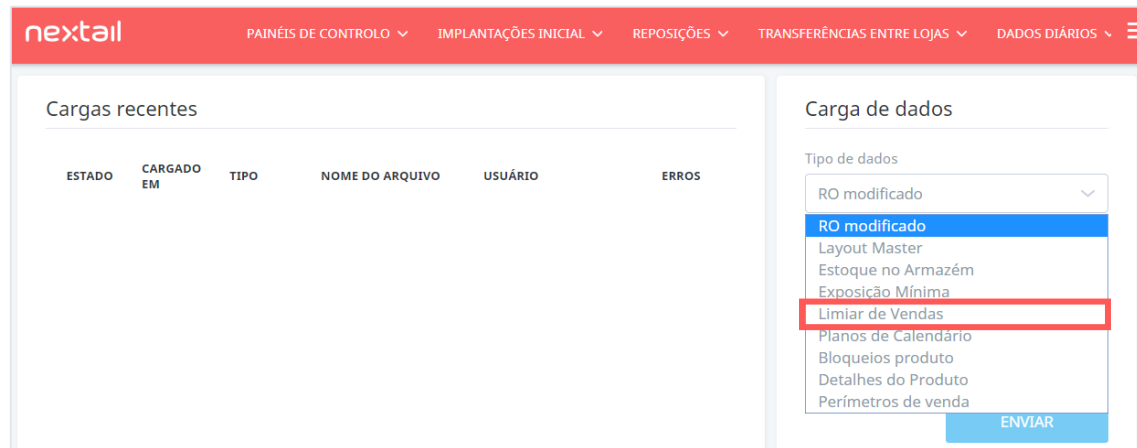 nextail
PAINÉIS DE CONTROLO
IMPLANTAÇÕES INICIAL
REPOSIÇÕES
TRANSFERÊNCIAS ENTRE LOJAS
DADOS DIÁRIOS
Cargas recentes
ESTADO
CARGADO
EM
TIPO
NOME DO ARQUIVO
USUÁRIO
ERROS
Carga de dados
Tipo de dados
RO modificado
RO modificado
Layout Master
Estoque no Armazém
Exposição Mínima
Limiar de Vendas
Planos de Calendário
Bloqueios produto
Detalhes do Produto
Perímetros de venda
ENVIAR